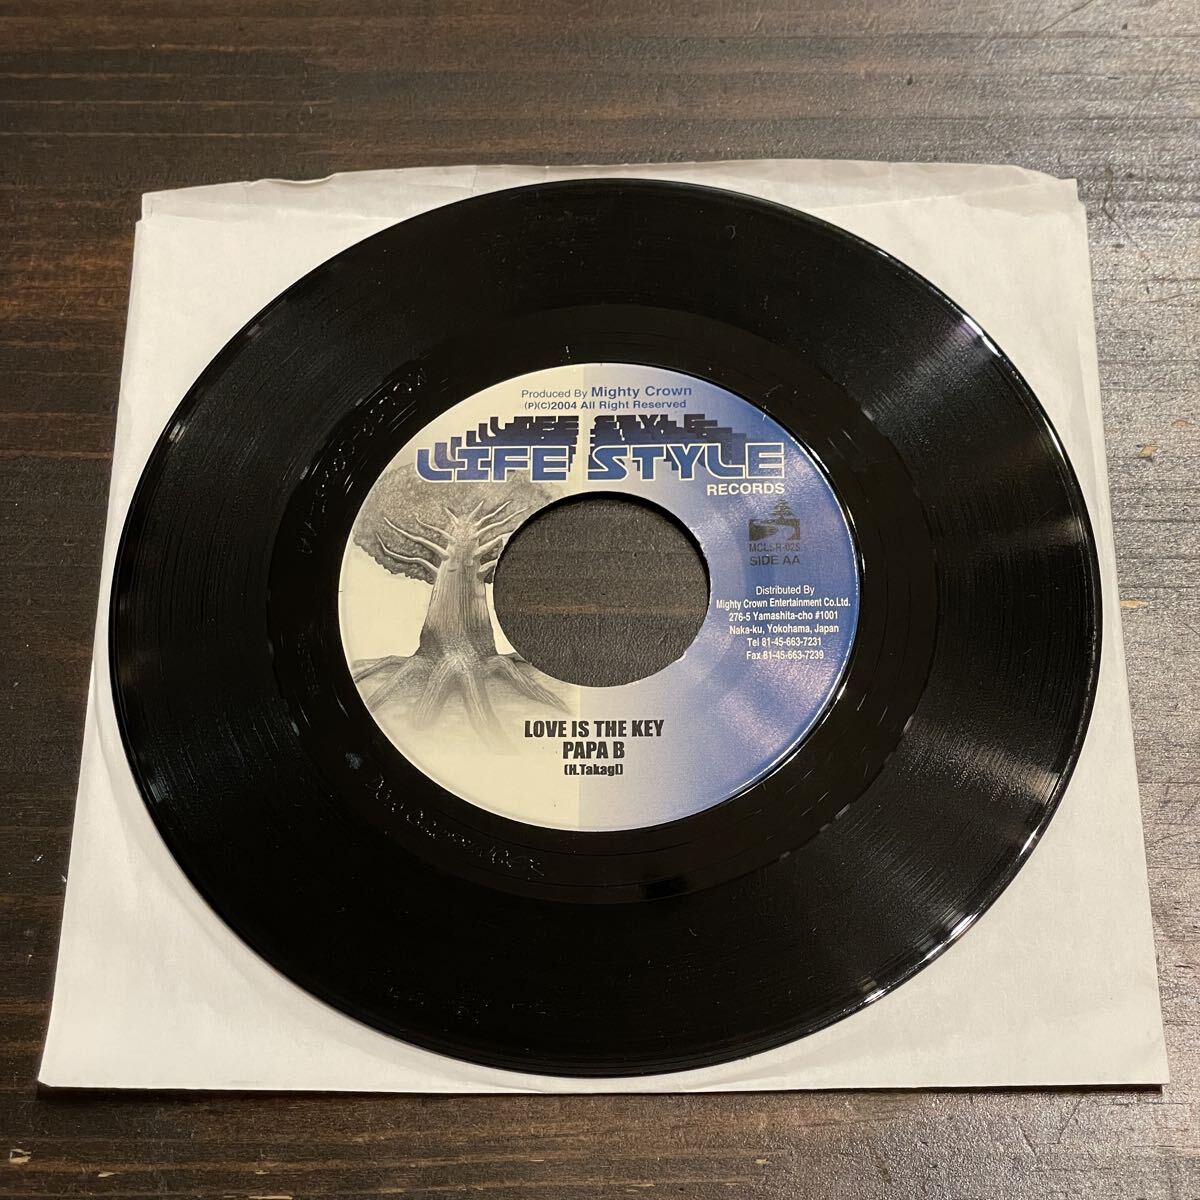 Produced By Mighty Crown
(P)(C)2004 All Right Reserved
LIFE STYLE
LIFE STYLE
RECORDS
SIDE AA
Distributed By
Mighty Crown Entertainment Co.Ltd.
276-5 Yamashita-cho #1001
Naka-ku, Yokohama, Japan
Tel 81-45-663-7231
Fax 81-45-663-7239
LOVE IS THE KEY
PAPA B
(H.Takagi)